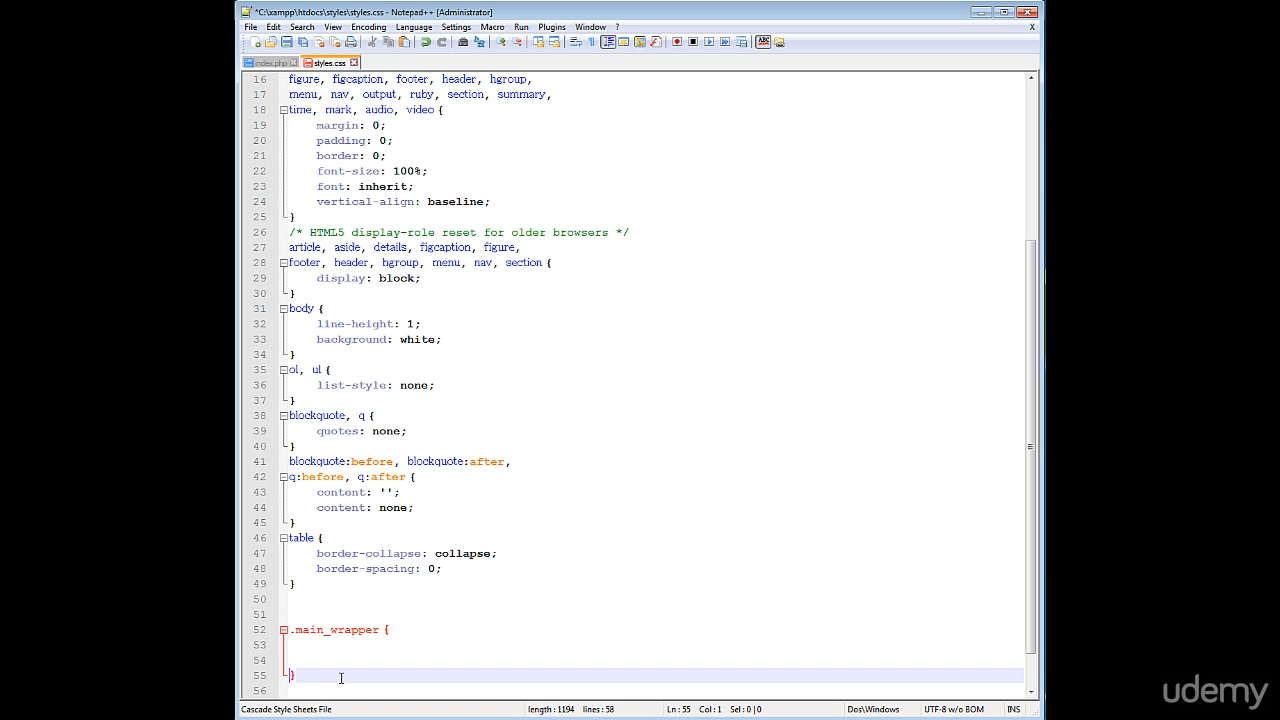 *C:\xampp\htdocs\styles\styles.css - Notepad++ [Administrator]
File Edit Search View Encoding Language Settings Macro Run Plugins Window ? X
index.php styles.css
16 figure, figcaption, footer, header, hgroup,
17 menu, nav, output, ruby, section, summary,
18 time, mark, audio, video {
19 margin: 0;
20 padding: 0;
21 border: 0;
22 font-size: 100%;
23 font: inherit;
24 vertical-align: baseline;
25 }
26 /* HTML5 display-role reset for older browsers */
27 article, aside, details, figcaption, figure,
28 footer, header, hgroup, menu, nav, section {
29 display: block;
30 }
31 body {
32 line-height: 1;
33 background: white;
34 }
35 ol, ul {
36 list-style: none;
37 }
38 blockquote, q {
39 quotes: none;
40 }
41 blockquote:before, blockquote:after,
42 q:before, q:after {
43 content: '';
44 content: none;
45 }
46 table {
47 border-collapse: collapse;
48 border-spacing: 0;
49 }
50
51
52 .main_wrapper {
53
54
55 }
56
Cascade Style Sheets File length : 1194 lines : 58 Ln : 55 Col : 1 Sel : 0 | 0 Dos\Windows UTF-8 w/o BOM INS
udemy